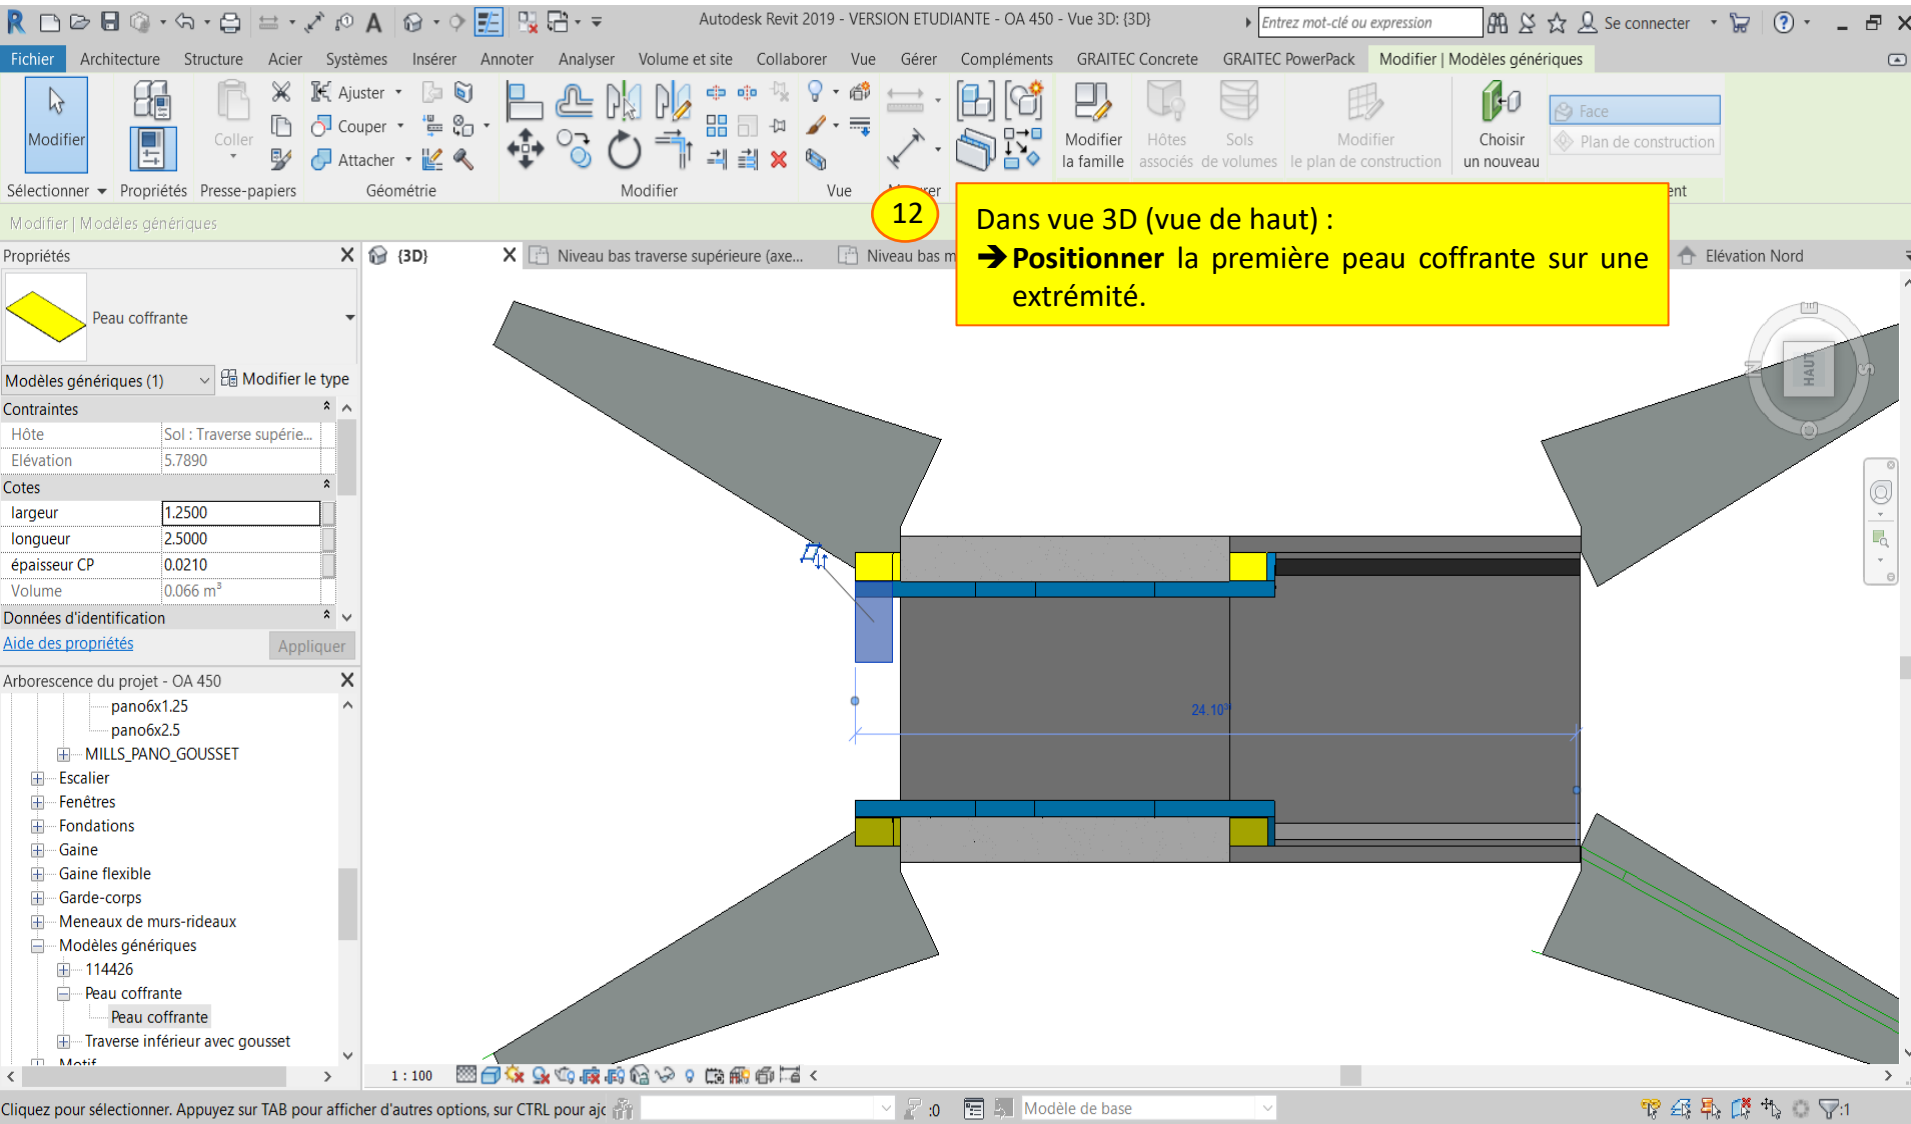 Autodesk Revit 2019 - VERSION ETUDIANTE - OA 450 - Vue 3D: {3D}
Entrez mot-clé ou expression
Se connecter
Fichier Architecture Structure Acier Systèmes Insérer Annoter Analyser Volume et site Collaborer Vue Gérer Compléments GRAITEC Concrete GRAITEC PowerPack Modifier | Modèles génériques
Modifier
Coller
Ajuster
Couper
Attacher
Modifier
la famille
Hôtes
associés
Sols
de volumes
Modifier
le plan de construction
Choisir
un nouveau
Face
Plan de construction
Sélectionner Propriétés Presse-papiers Géométrie Modifier Vue
Modifier | Modèles génériques
12
Dans vue 3D (vue de haut) :
➔ Positionner la première peau coffrante sur une
extrémité.
Propriétés
{3D}
Niveau bas traverse supérieure (axe...
Niveau bas m
Elévation Nord
Peau coffrante
Modèles génériques (1)
Modifier le type
Contraintes
Hôte Sol : Traverse supérie...
Elévation 5.7890
Cotes
largeur 1.2500
longueur 2.5000
épaisseur CP 0.0210
Volume 0.066 m³
Données d'identification
Aide des propriétés
Appliquer
Arborescence du projet - OA 450
pano6x1.25
pano6x2.5
MILLS_PANO_GOUSSET
Escalier
Fenêtres
Fondations
Gaine
Gaine flexible
Garde-corps
Meneaux de murs-rideaux
Modèles génériques
114426
Peau coffrante
Peau coffrante
Traverse inférieur avec gousset
Motif
HAUT
N
E
S
O
24.10
1 : 100
Cliquez pour sélectionner. Appuyez sur TAB pour afficher d'autres options, sur CTRL pour ajc
:0
Modèle de base
:1